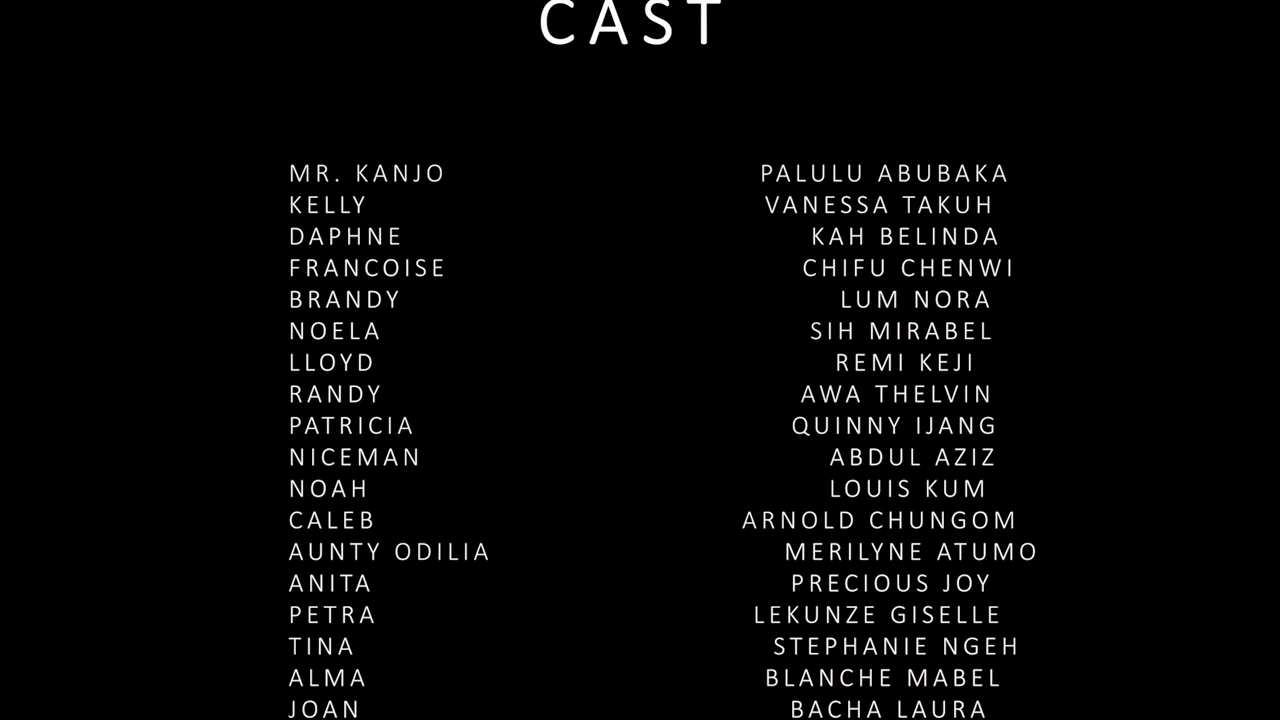 CAST
MR. KANJO PALULU ABUBAKA
KELLY VANESSA TAKUH
DAPHNE KAH BELINDA
FRANCOISE CHIFU CHENWI
BRANDY LUM NORA
NOELA SIH MIRABEL
LLOYD REMI KEJI
RANDY AWA THELVIN
PATRICIA QUINNY IJANG
NICEMAN ABDUL AZIZ
NOAH LOUIS KUM
CALEB ARNOLD CHUNGOM
AUNTY ODILIA MERILYNE ATUMO
ANITA PRECIOUS JOY
PETRA LEKUNZE GISELLE
TINA STEPHANIE NGEH
ALMA BLANCHE MABEL
JOAN BACHA LAURA